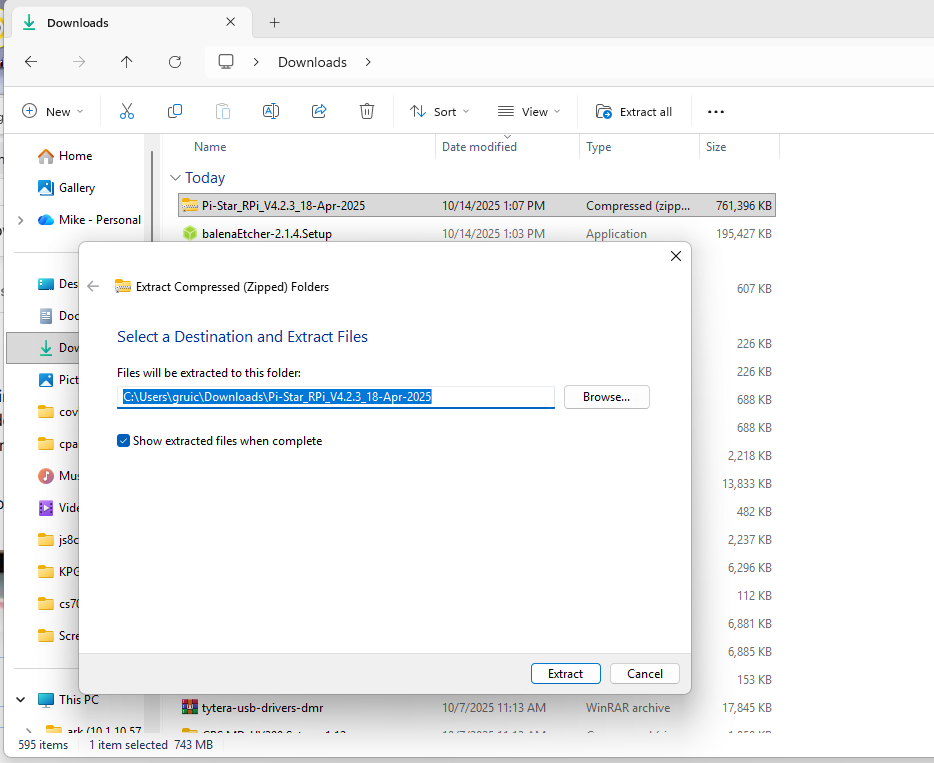 Downloads
Downloads
New
Sort
View
Extract all
Name Date modified Type Size
Home
Gallery
Mike - Personal
Today
Pi-Star_RPi_V4.2.3_18-Apr-2025 10/14/2025 1:07 PM Compressed (zipp... 761,396 KB
balenaEtcher-2.1.4.Setup 10/14/2025 1:03 PM Application 195,427 KB
607 KB
226 KB
226 KB
688 KB
688 KB
2,218 KB
13,833 KB
482 KB
2,237 KB
6,296 KB
112 KB
6,881 KB
6,885 KB
153 KB
Des
Doc
Dow
Pict
cov
cpa
Mus
Vide
js8c
KPG
cs70
Scre
This PC
ark (10.1.10.57
Extract Compressed (Zipped) Folders
Select a Destination and Extract Files
Files will be extracted to this folder:
C:\Users\gruic\Downloads\Pi-Star_RPi_V4.2.3_18-Apr-2025
Browse...
Show extracted files when complete
Extract Cancel
tytera-usb-drivers-dmr 10/7/2025 11:13 AM WinRAR archive 17,845 KB
595 items 1 item selected 743 MB